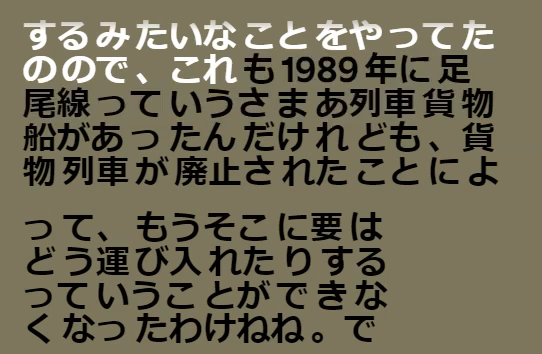 するみたいなことをやってた
のので、これも1989年に足
尾線っていうさまあ列車貨物
船があったんだけれども、貨
物列車が廃止されたことによ
って、もうそこに要は
どう運び入れたりする
っていうことができな
くなったわけねね。で